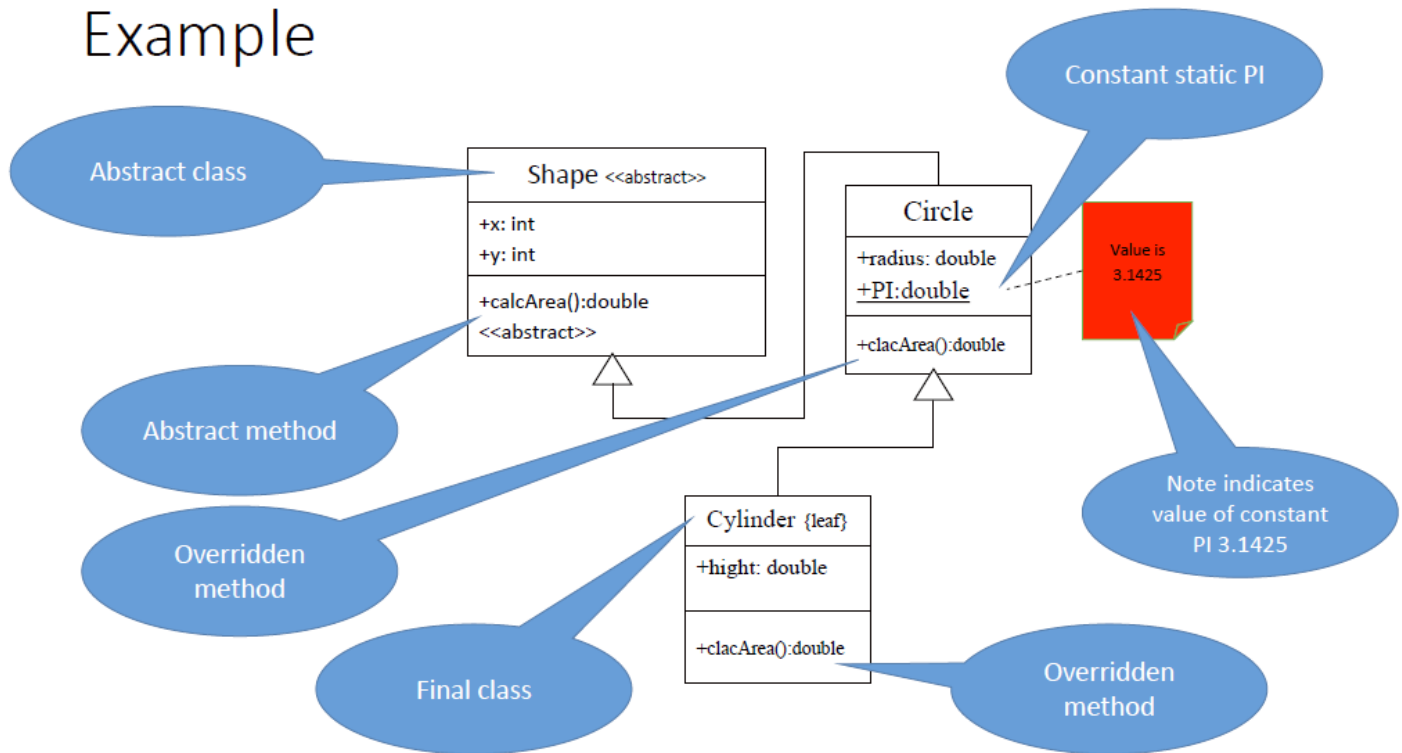 Example
Constant static PI
Abstract class
Shape <<abstract>>
+x: int
+y: int
+calcArea():double
<<abstract>>
Circle
+radius: double
+PI:double
+clacArea():double
Value is
3.1425
Abstract method
Note indicates
value of constant
PI 3.1425
Overridden
method
Cylinder {leaf}
+hight: double
+clacArea():double
Final class
Overridden
method